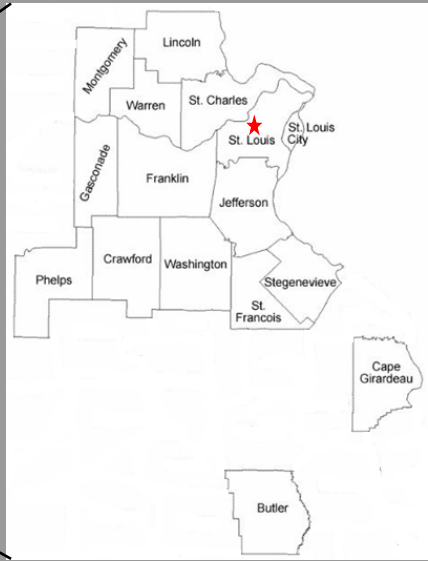 Lincoln
Montgomery
Warren
St. Charles
St. Louis
St. Louis
City
Gasconade
Franklin
Jefferson
Phelps
Crawford
Washington
Stegenevieve
St.
Francois
Cape
Girardeau
Butler